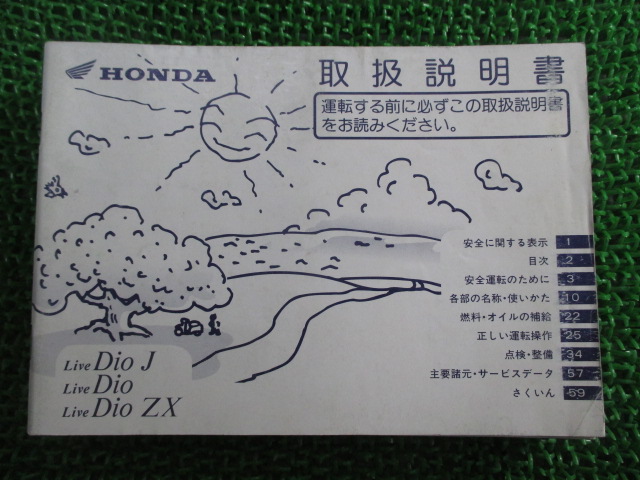 HONDA 取扱説明書
運転する前に必ずこの取扱説明書
をお読みください。
安全に関する表示 1
目次 2
安全運転のために 3
各部の名称・使いかた 10
燃料・オイルの補給 22
正しい運転操作 25
点検・整備 34
主要諸元・サービスデータ 57
さくいん 59
Live Dio J
Live Dio
Live Dio ZX